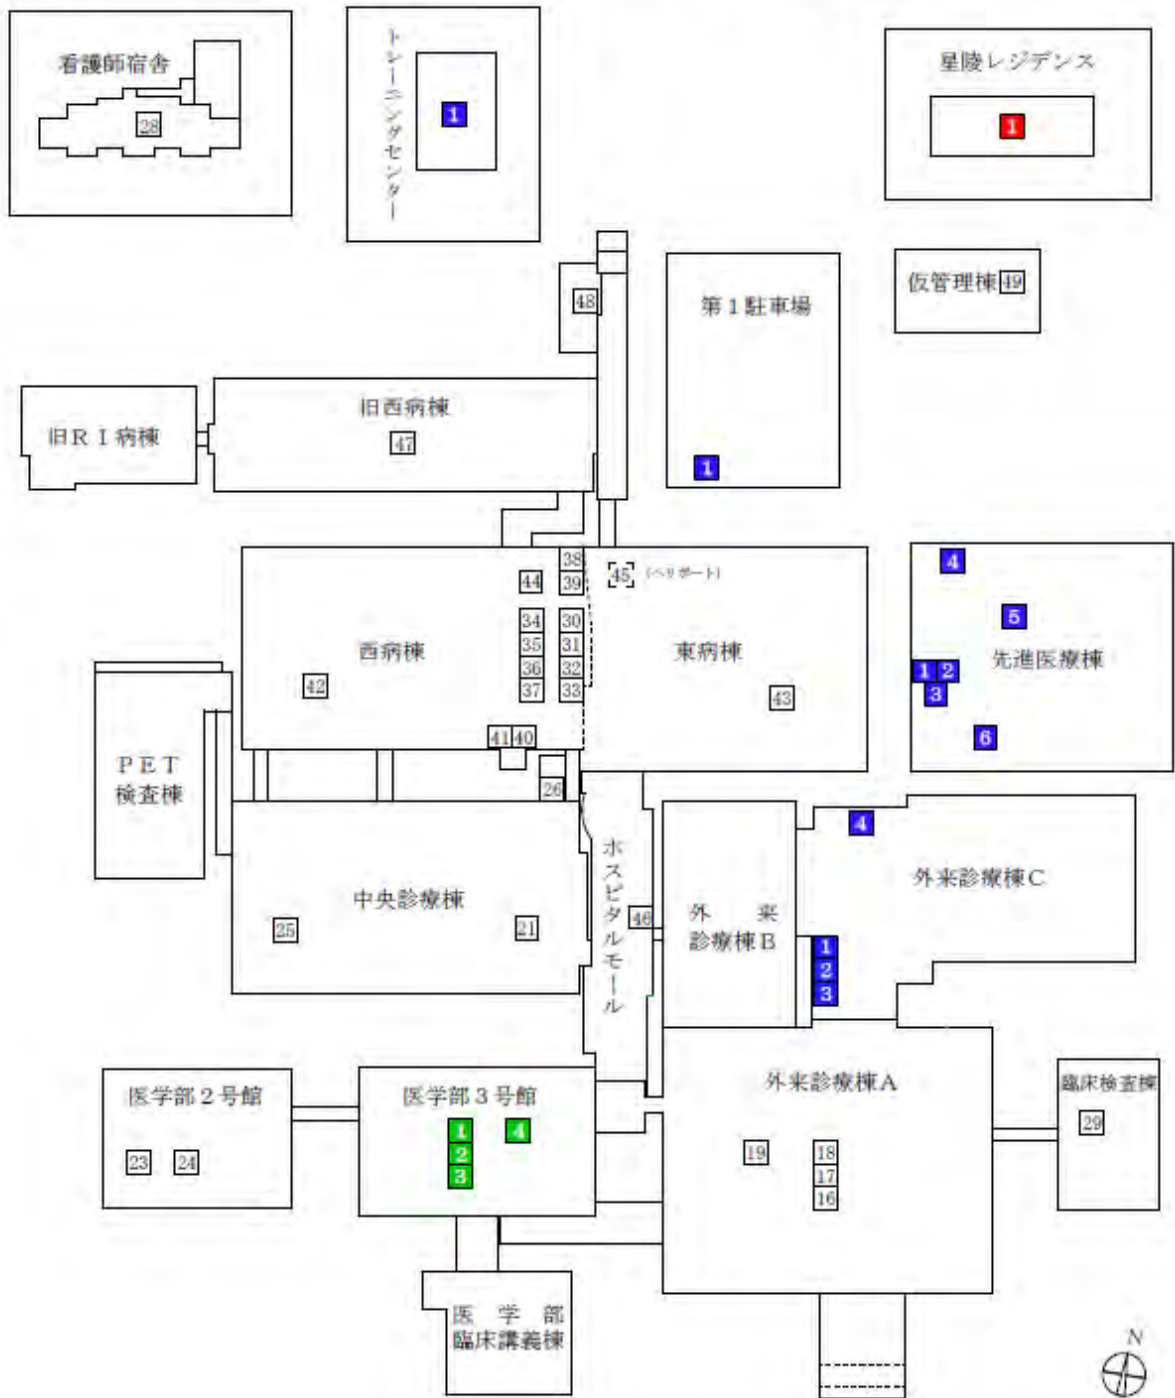 看護師宿舎
28
トレーニングセンター
1
星陵レジデンス
1
仮管理棟 49
48
第1駐車場
1
旧RI病棟
旧西病棟
47
38
39
44
45 (ヘリポート)
34 30
35 31
36 32
37 33
西病棟
42
41 40
東病棟
43
4
5
先進医療棟
1 2
3
6
PET
検査棟
26
中央診療棟
25
21
ホスピタルモール
46
外 来
診療棟B
4
外来診療棟C
1
2
3
医学部2号館
23 24
医学部3号館
1
2
3
4
外来診療棟A
19
18
17
16
臨床検査棟
29
医 学 部
臨床講義棟
N